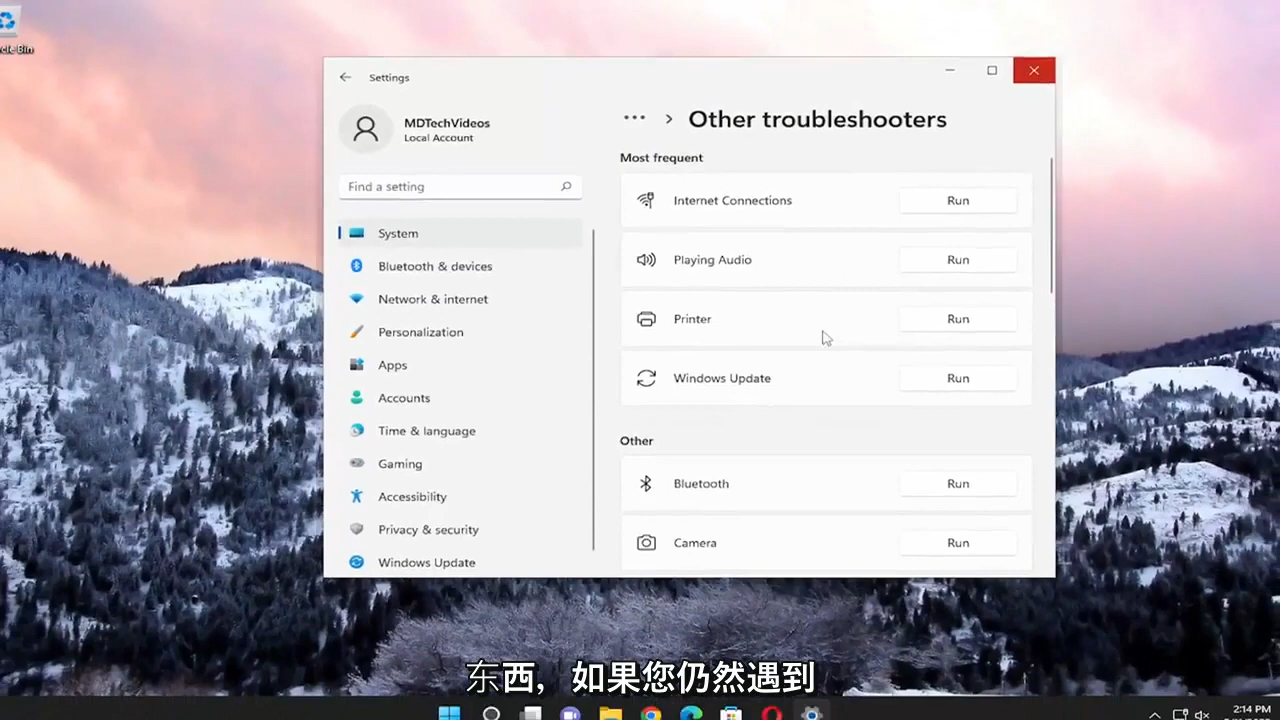 cle Bin
Settings
MDTechVideos
Local Account
Find a setting
System
Bluetooth & devices
Network & internet
Personalization
Apps
Accounts
Time & language
Gaming
Accessibility
Privacy & security
Windows Update
Other troubleshooters
Most frequent
Internet Connections Run
Playing Audio Run
Printer Run
Windows Update Run
Other
Bluetooth Run
Camera Run
东西，如果您仍然遇到
2:14 PM